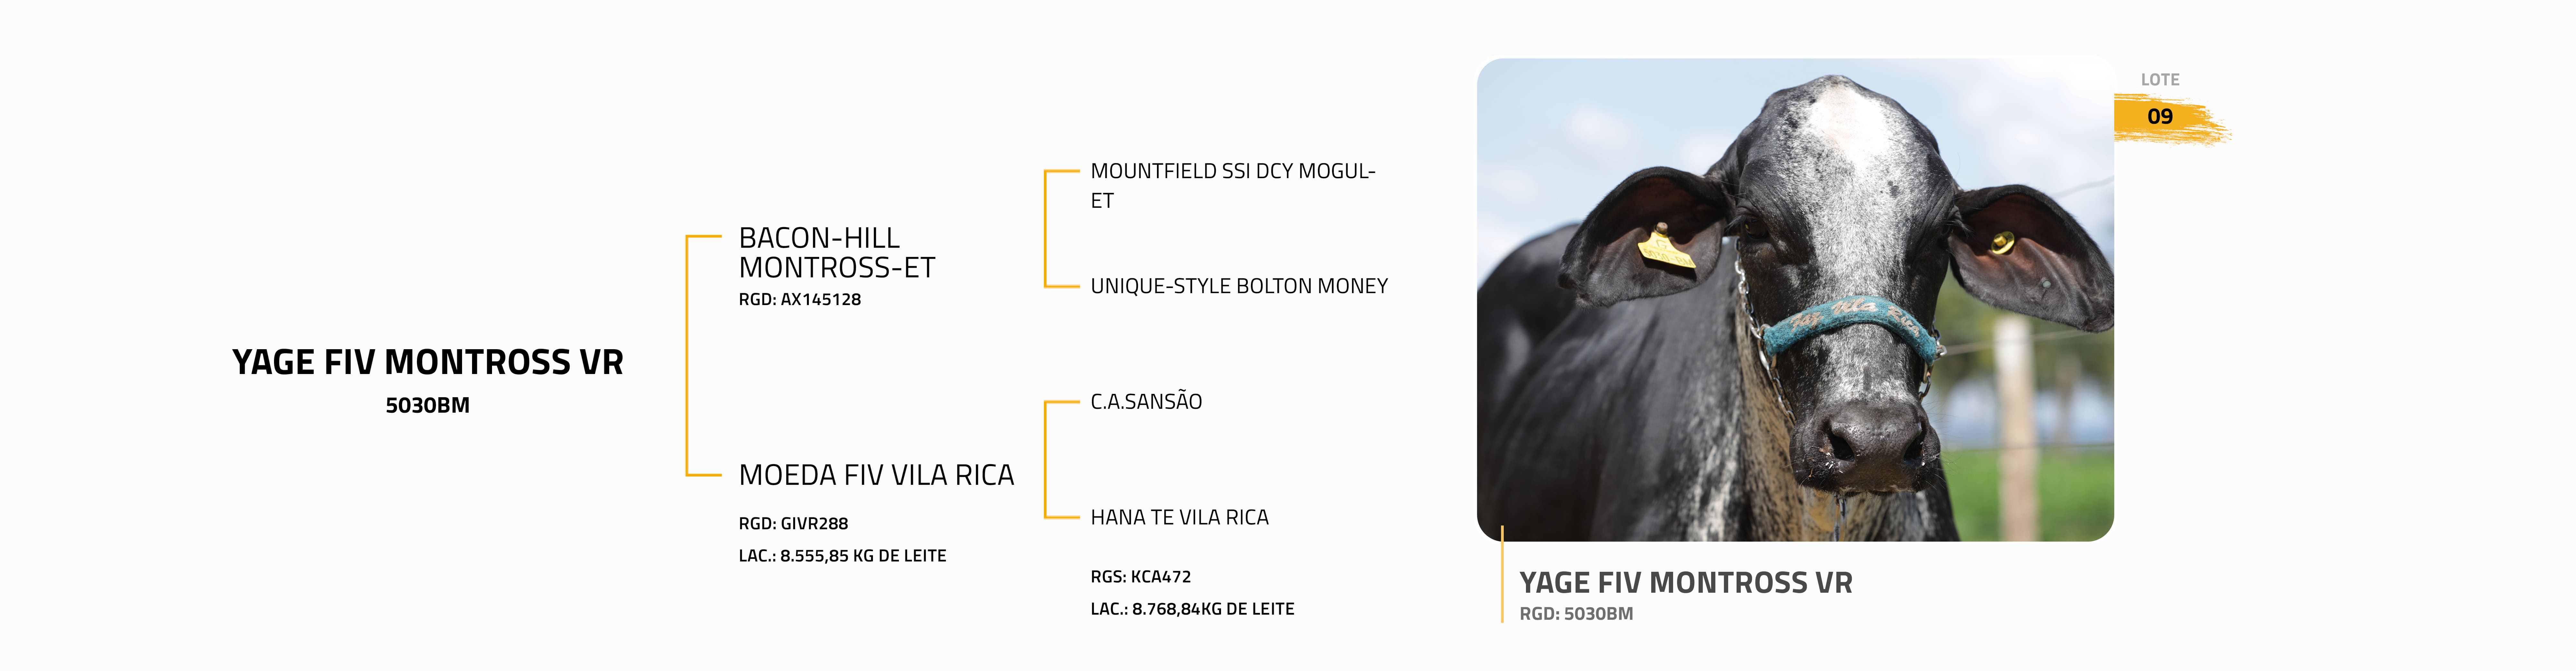 LOTE
09
MOUNTFIELD SSI DCY MOGUL-
ET
BACON-HILL
MONTROSS-ET
RGD: AX145128
UNIQUE-STYLE BOLTON MONEY
YAGE FIV MONTROSS VR
5030BM
C.A.SANSÃO
MOEDA FIV VILA RICA
RGD: GIVR288
LAC.: 8.555,85 KG DE LEITE
HANA TE VILA RICA
RGS: KCA472
LAC.: 8.768,84KG DE LEITE
Vila Rica
YAGE FIV MONTROSS VR
RGD: 5030BM